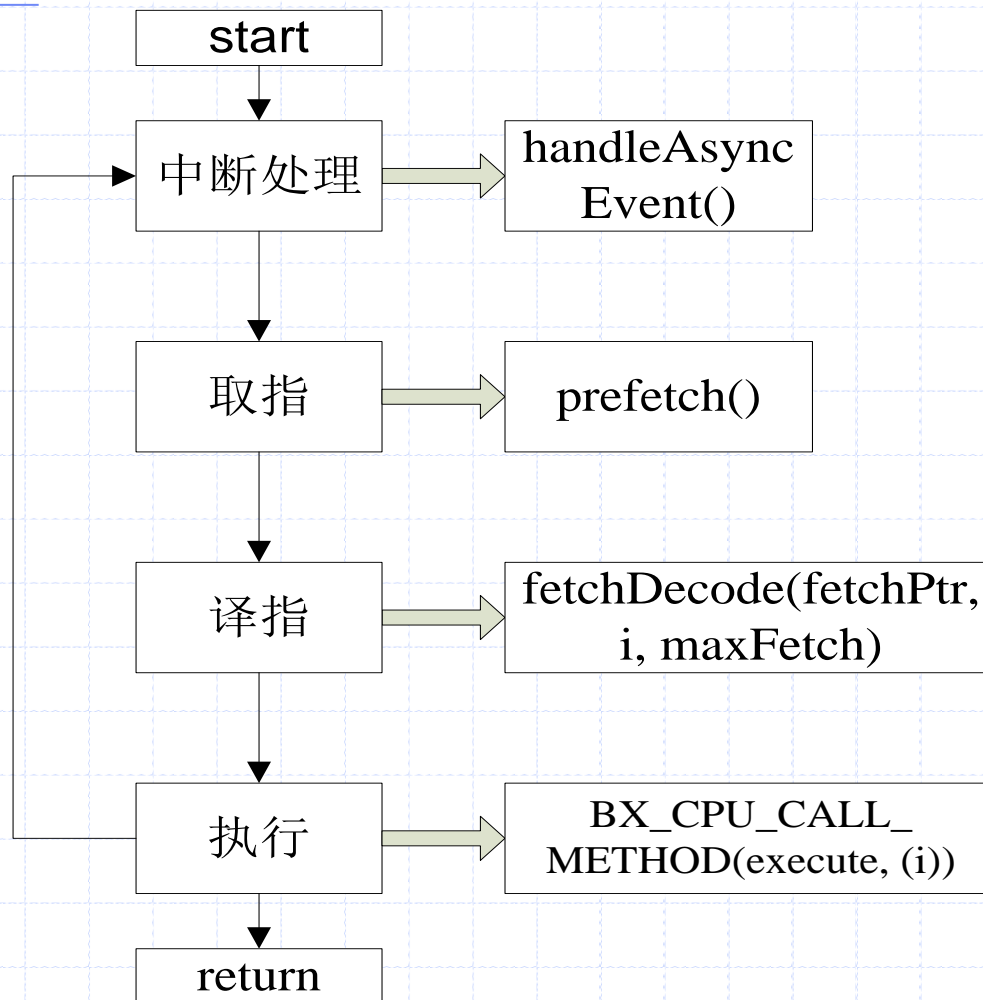 start
中断处理
handleAsync
Event()
取指
prefetch()
译指
fetchDecode(fetchPtr,
i, maxFetch)
执行
BX_CPU_CALL_
METHOD(execute, (i))
return